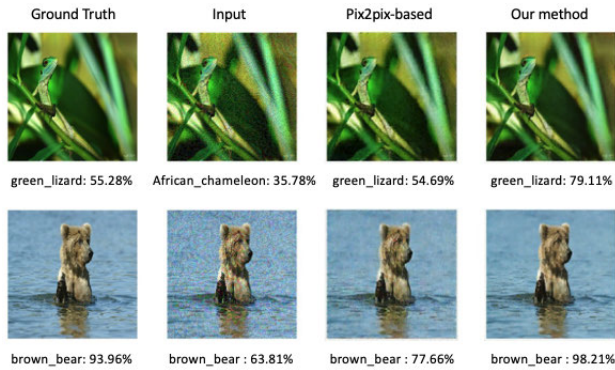 Ground Truth Input Pix2pix-based Our method
green_lizard: 55.28% African_chameleon: 35.78% green_lizard: 54.69% green_lizard: 79.11%
brown_bear: 93.96% brown_bear : 63.81% brown_bear : 77.66% brown_bear : 98.21%